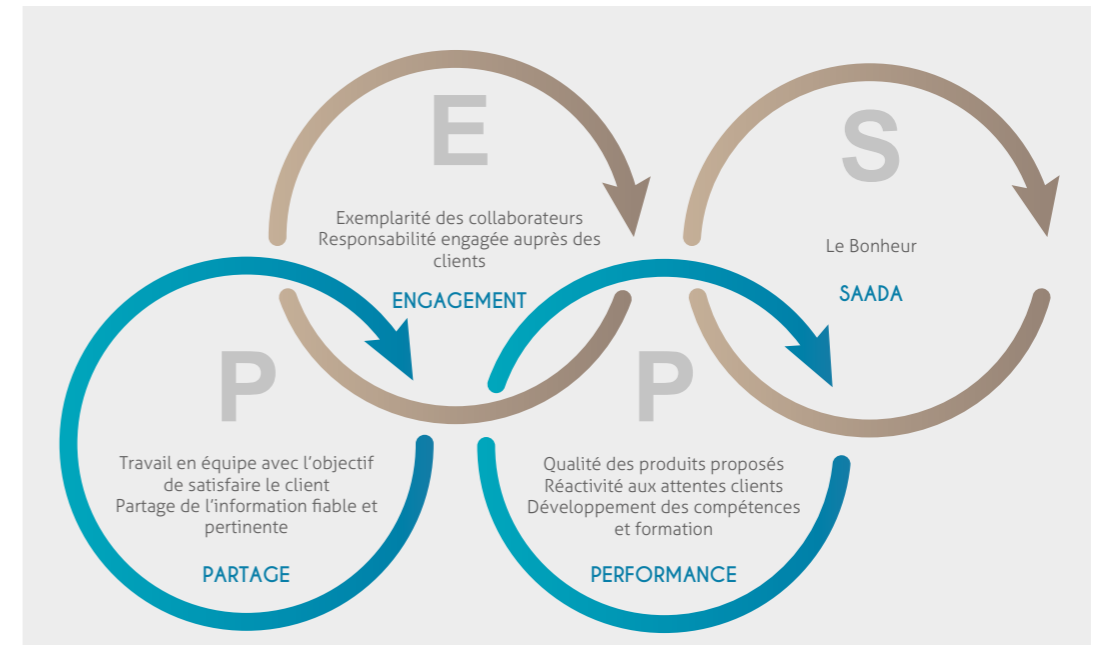 P
Travail en équipe avec l’objectif
de satisfaire le client
Partage de l’information fiable et
pertinente
PARTAGE
E
Exemplarité des collaborateurs
Responsabilité engagée auprès des
clients
ENGAGEMENT
P
Qualité des produits proposés
Réactivité aux attentes clients
Développement des compétences
et formation
PERFORMANCE
S
Le Bonheur
SAADA